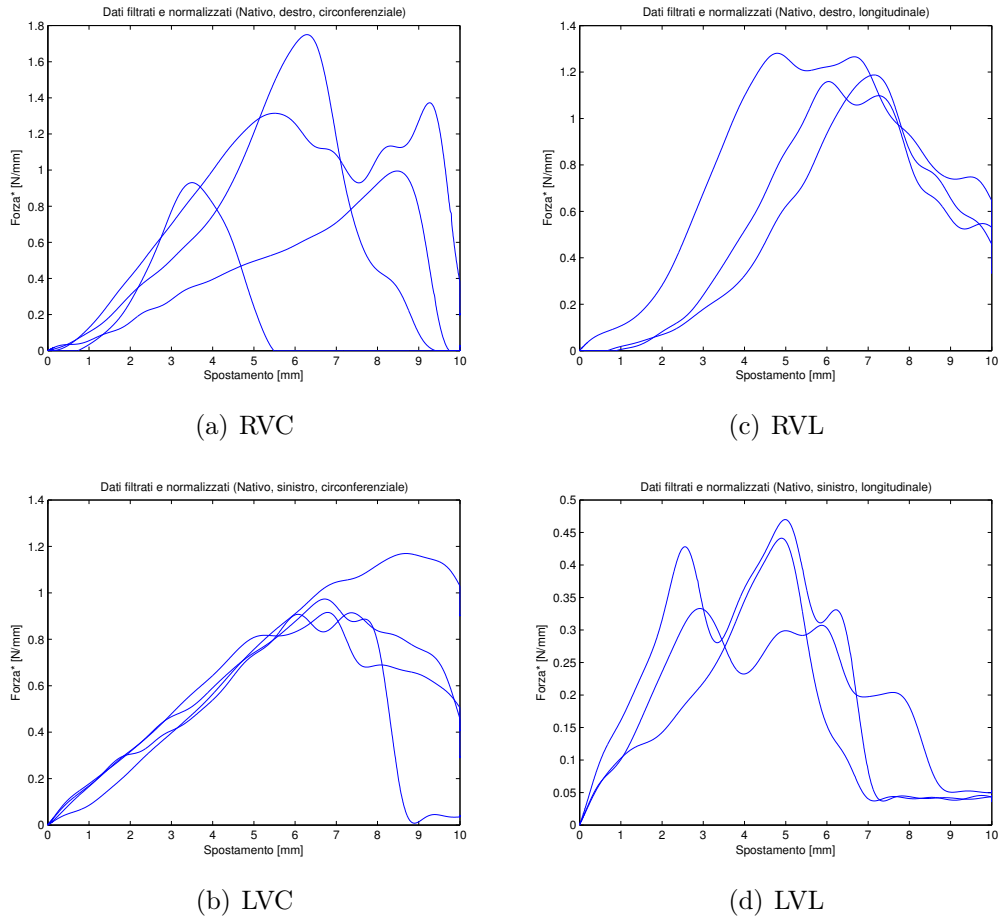 Dati filtrati e normalizzati (Nativo, destro, circonferenziale)
1.8
1.6
1.4
1.2
1
0.8
0.6
0.4
0.2
0
Forza* [N/mm]
0 1 2 3 4 5 6 7 8 9 10
Spostamento [mm]
(a) RVC
Dati filtrati e normalizzati (Nativo, destro, longitudinale)
1.4
1.2
1
0.8
0.6
0.4
0.2
0
Forza* [N/mm]
0 1 2 3 4 5 6 7 8 9 10
Spostamento [mm]
(c) RVL
Dati filtrati e normalizzati (Nativo, sinistro, circonferenziale)
1.4
1.2
1
0.8
0.6
0.4
0.2
0
Forza* [N/mm]
0 1 2 3 4 5 6 7 8 9 10
Spostamento [mm]
(b) LVC
Dati filtrati e normalizzati (Nativo, sinistro, longitudinale)
0.5
0.45
0.4
0.35
0.3
0.25
0.2
0.15
0.1
0.05
0
Forza* [N/mm]
0 1 2 3 4 5 6 7 8 9 10
Spostamento [mm]
(d) LVL